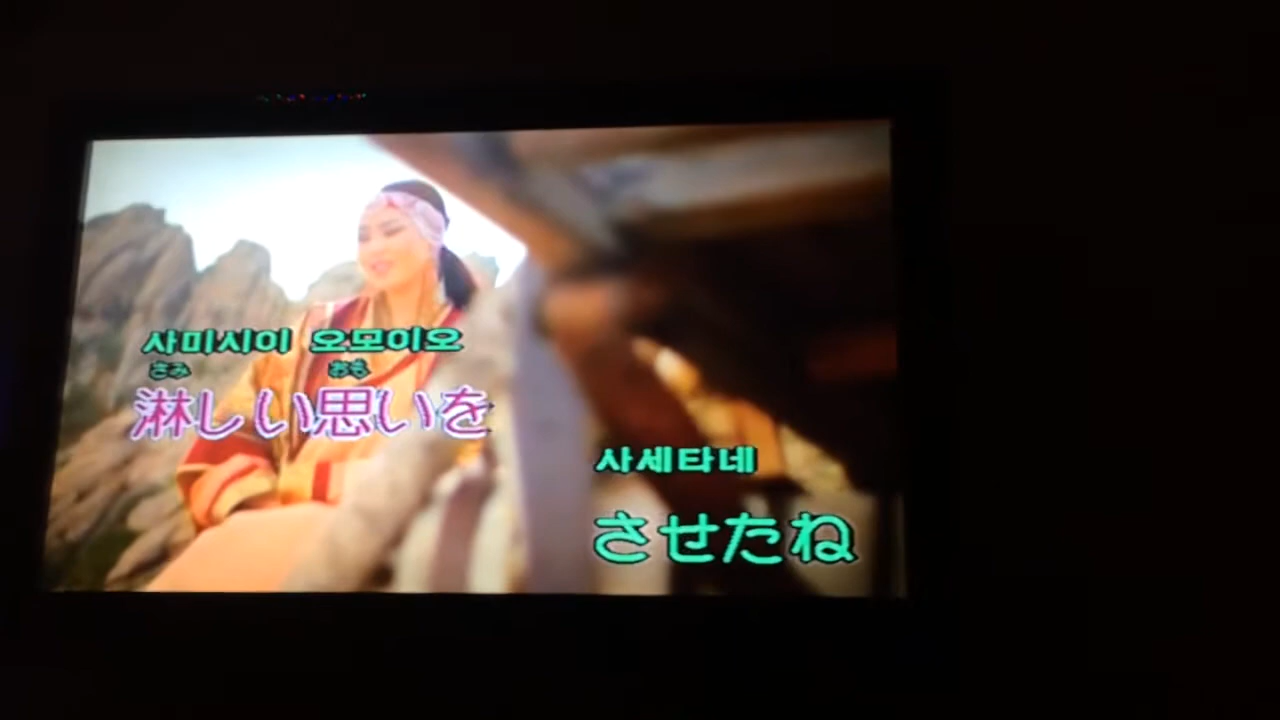 사미시이 오모이오
さみ おも
淋しい思いを
사세타네
させたね